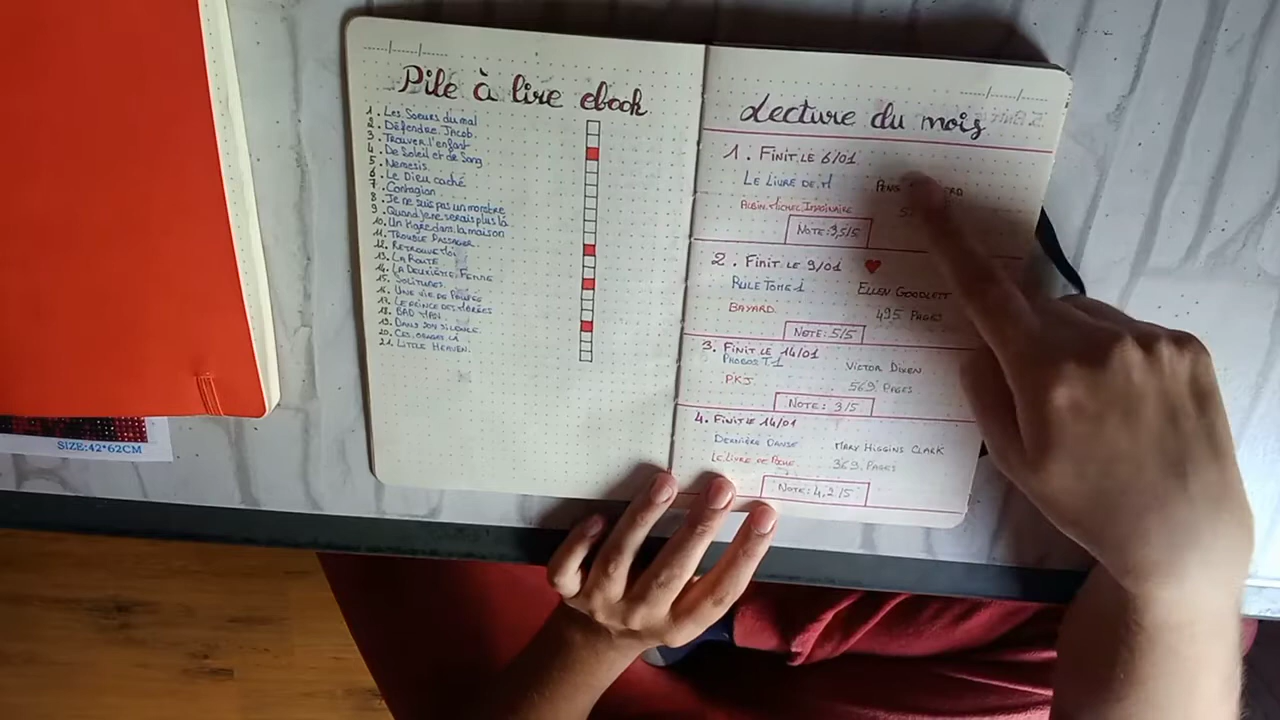 Pile à lire ebook
1. Les Soeurs du mal
2. Défendre Jacob.
3. Trouver l'enfant
4. De Soleil et de Sang
5. Némésis.
6. Le Dieu caché
7. Contagion
8. Je ne suis pas un monstre
9. Quand je ne serais plus là
10. Un tigre dans la maison
11. TROUBLE PASSAGER
12. RETROUVE MOI
13. LA ROUTE
14. LA DEUXIÈME FEMME
15. SOLITUDES.
16. UNE VIE DE POUPÉE
17. LE PRINCE DES MARÉES
18. BAD MAN
19. DANS SON SILENCE.
20. CES ORAGES LÀ
21. LITTLE HEAVEN.
Lecture du mois
1. FINIT LE 6/01
LE LIVRE DE M
ALBIN MICHEL IMAGINAIRE
NOTE: 3,5/5
2. FINIT LE 9/01
RULE TOME 1 ELLEN GOODLETT
BAYARD. 495 PAGES
NOTE: 5/5
3. FINIT LE 14/01
PHOBOS T.1 VICTOR DIXEN
PKJ. 569 PAGES
NOTE: 3/5
4. FINIT LE 14/01
DERNIÈRE DANSE MARY HIGGINS CLARK
LE LIVRE DE POCHE. 369 PAGES
NOTE: 4,2/5
SIZE:42*62CM